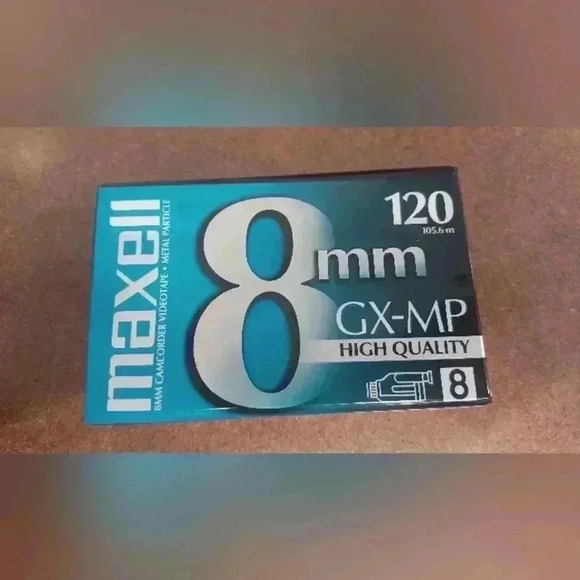 maxell
8MM CAMCORDER VIDEOTAPE • METAL PARTICLE
8mm
120
105.6 m
GX-MP
HIGH QUALITY
8